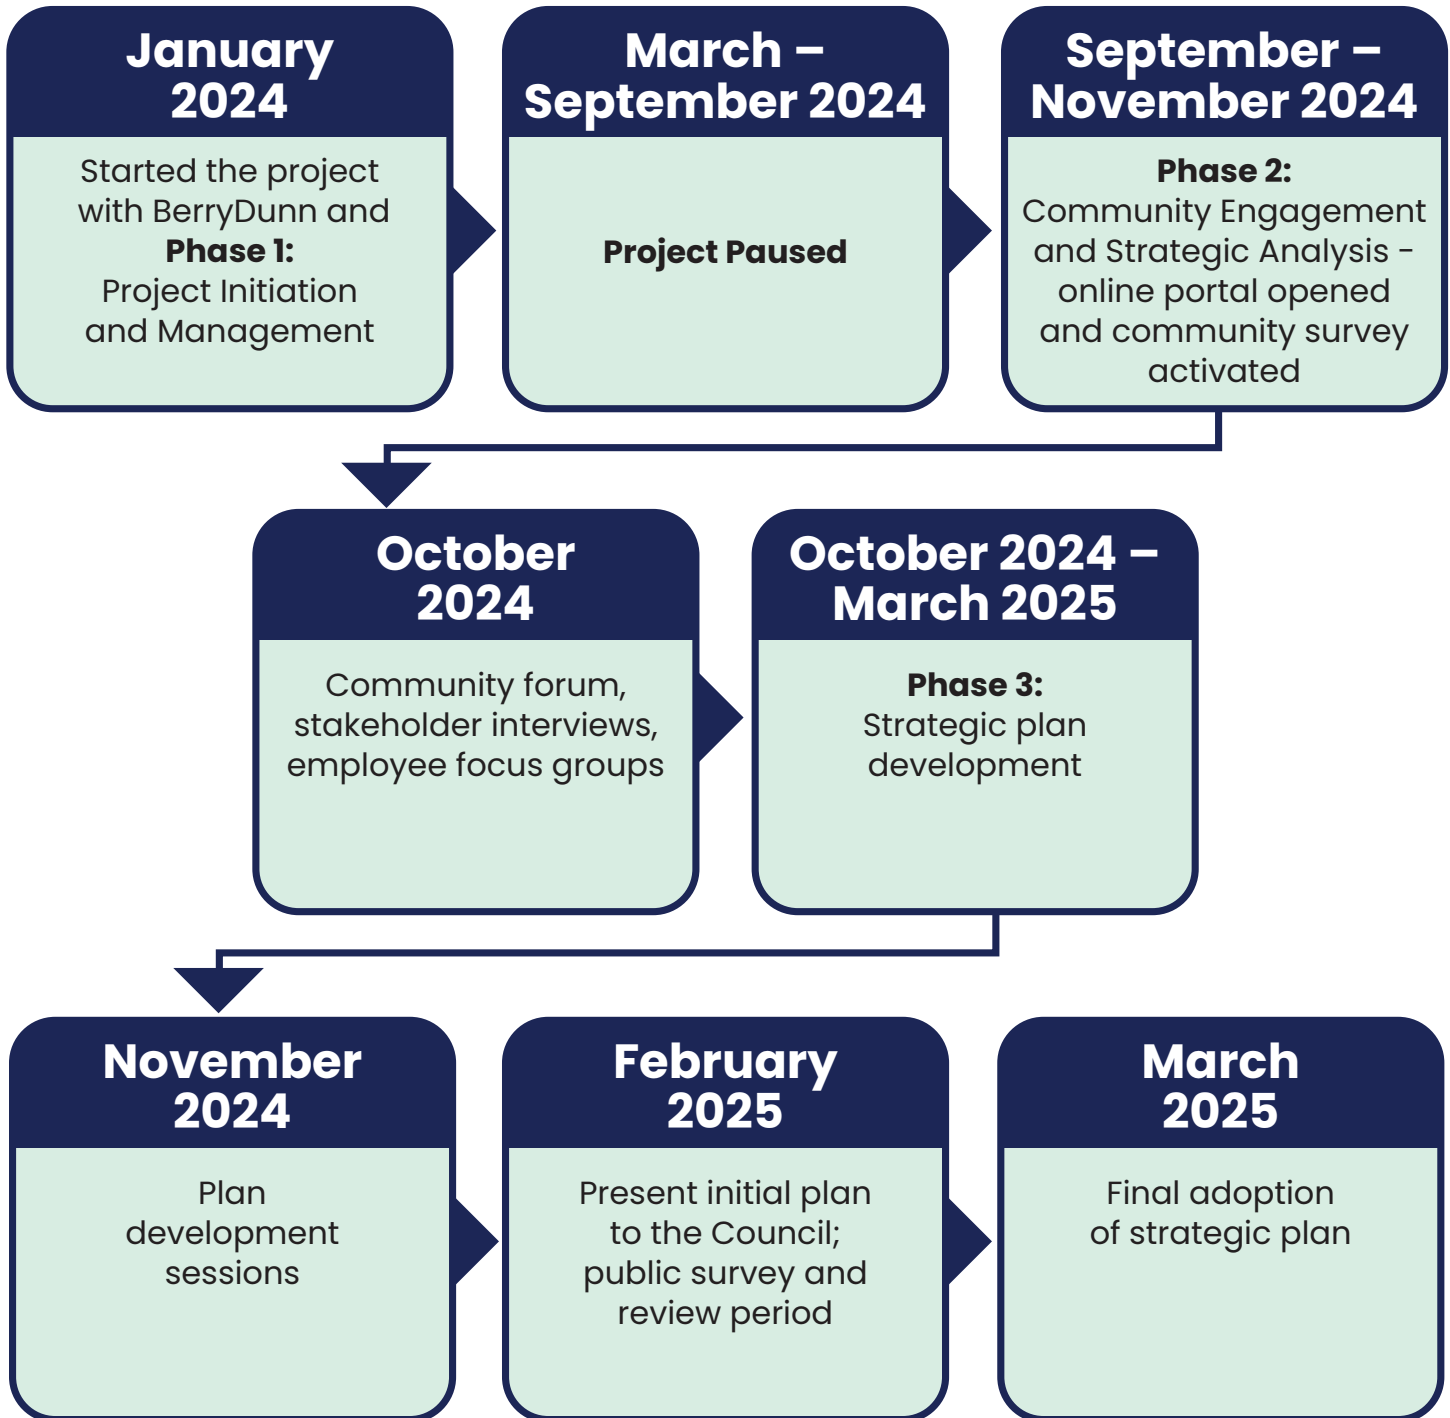 January
2024
Started the project
with BerryDunn and
Phase 1:
Project Initiation
and Management
March –
September 2024
Project Paused
September –
November 2024
Phase 2:
Community Engagement
and Strategic Analysis -
online portal opened
and community survey
activated
October
2024
Community forum,
stakeholder interviews,
employee focus groups
October 2024 –
March 2025
Phase 3:
Strategic plan
development
November
2024
Plan
development
sessions
February
2025
Present initial plan
to the Council;
public survey and
review period
March
2025
Final adoption
of strategic plan